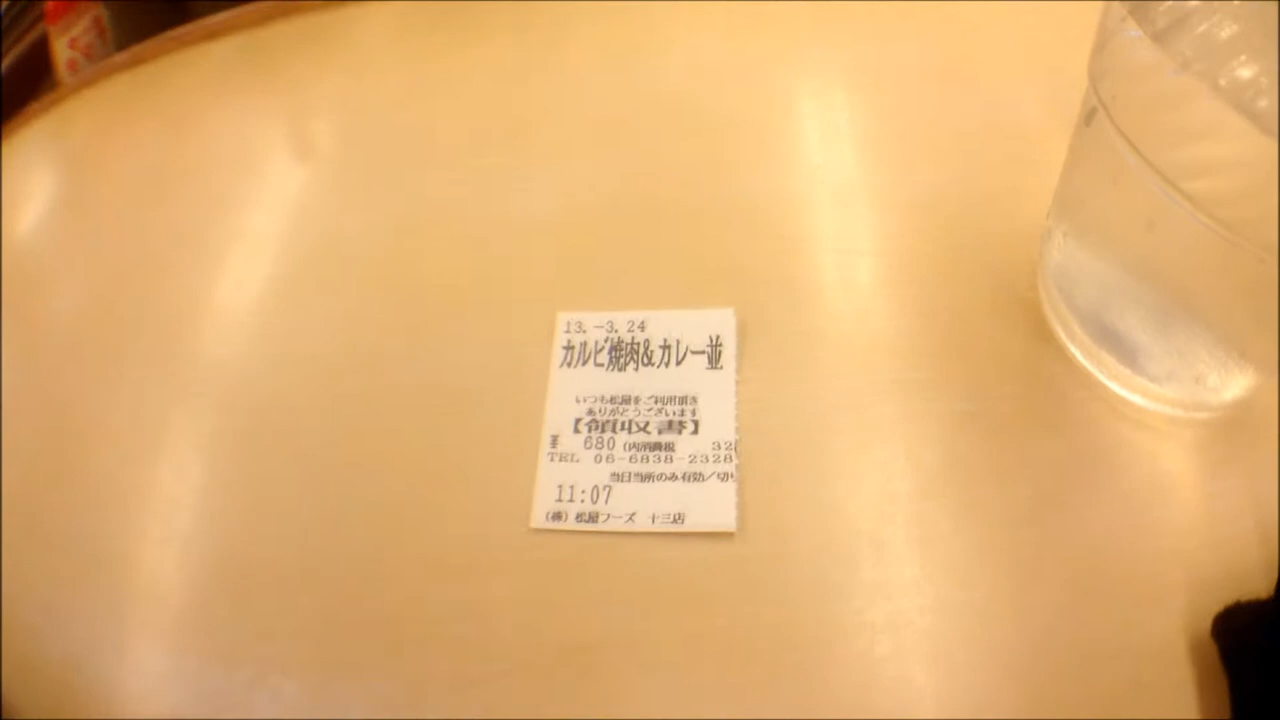 13.-3.24
カルビ焼肉&カレー並
いつも松屋をご利用頂き
ありがとうございます
【領収書】
¥ 680 (内消費税 32
TEL 06-6838-2328
当日当所のみ有効/切り
11:07
(株) 松屋フーズ 十三店